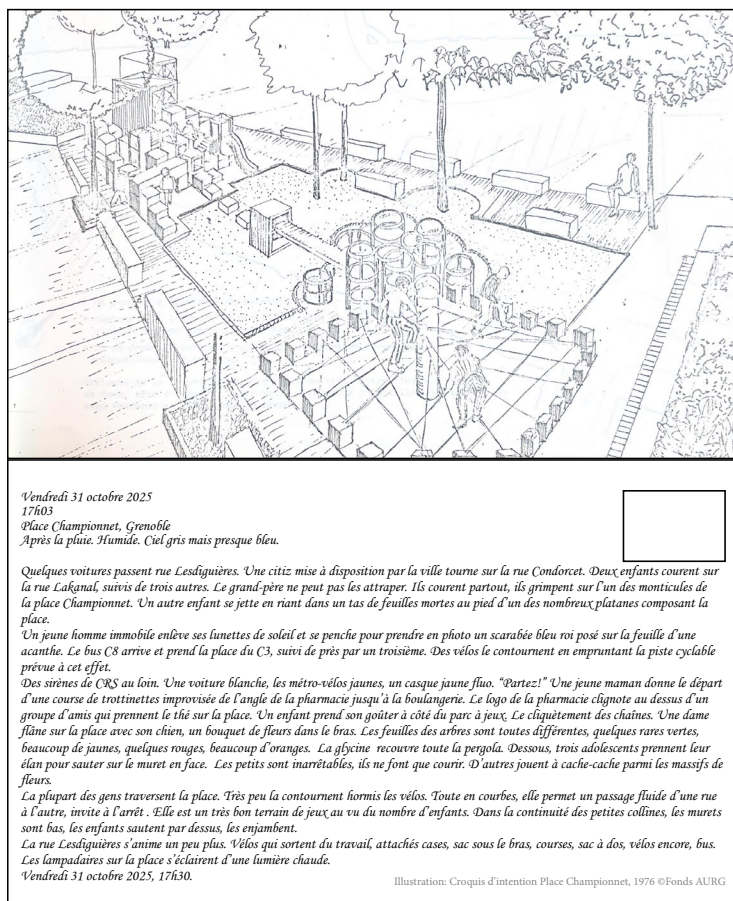 Vendredi 31 octobre 2025
17h03
Place Championnet, Grenoble
Après la pluie. Humide. Ciel gris mais presque bleu.
Quelques voitures passent rue Lesdiguières. Une citiz mise à disposition par la ville tourne sur la rue Condorcet. Deux enfants courent sur
la rue Lakanal, suivis de trois autres. Le grand-père ne peut pas les attraper. Ils courent partout, ils grimpent sur l'un des monticules de
la place Championnet. Un autre enfant se jette en riant dans un tas de feuilles mortes au pied d'un des nombreux platanes composant la
place.
Un jeune homme immobile enlève ses lunettes de soleil et se penche pour prendre en photo un scarabée bleu roi posé sur la feuille d'une
acanthe. Le bus C8 arrive et prend la place du C3, suivi de près par un troisième. Des vélos le contournent en empruntant la piste cyclable
prévue à cet effet.
Des sirènes de CRS au loin. Une voiture blanche, les métro-vélos jaunes, un casque jaune fluo. “Partez!” Une jeune maman donne le départ
d'une course de trottinettes improvisée de l'angle de la pharmacie jusqu'à la boulangerie. Le logo de la pharmacie clignote au dessus d'un
groupe d'amis qui prennent le thé sur la place. Un enfant prend son goûter à côté du parc à jeux. Le cliquètement des chaînes. Une dame
flâne sur la place avec son chien, un bouquet de fleurs dans le bras. Les feuilles des arbres sont toutes différentes, quelques rares vertes,
beaucoup de jaunes, quelques rouges, beaucoup d'oranges. La glycine recouvre toute la pergola. Dessous, trois adolescents prennent leur
élan pour sauter sur le muret en face. Les petits sont inarrêtables, ils ne font que courir. D'autres jouent à cache-cache parmi les massifs de
fleurs.
La plupart des gens traversent la place. Très peu la contournent hormis les vélos. Toute en courbes, elle permet un passage fluide d'une rue
à l'autre, invite à l'arrêt . Elle est un très bon terrain de jeux au vu du nombre d'enfants. Dans la continuité des petites collines, les murets
sont bas, les enfants sautent par dessus, les enjambent.
La rue Lesdiguières s'anime un peu plus. Vélos qui sortent du travail, attachés cases, sac sous le bras, courses, sac à dos, vélos encore, bus.
Les lampadaires sur la place s'éclairent d'une lumière chaude.
Vendredi 31 octobre 2025, 17h30.
Illustration: Croquis d'intention Place Championnet, 1976 ©Fonds AURG